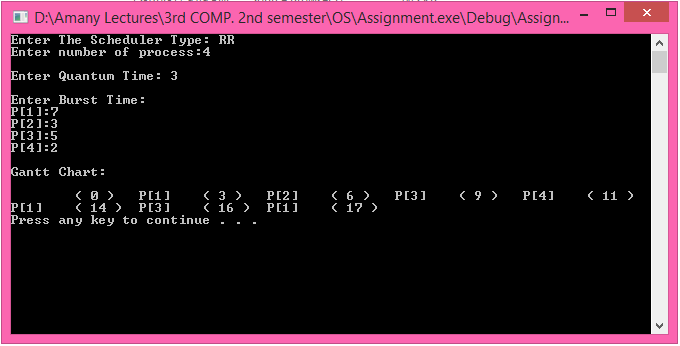 D:\Amany Lectures\3rd COMP. 2nd semester\OS\Assignment.exe\Debug\Assign...
Enter The Scheduler Type: RR
Enter number of process:4
Enter Quantum Time: 3
Enter Burst Time:
P[1]:7
P[2]:3
P[3]:5
P[4]:2
Gantt Chart:
( 0 ) P[1] ( 3 ) P[2] ( 6 ) P[3] ( 9 ) P[4] ( 11 )
P[1] ( 14 ) P[3] ( 16 ) P[1] ( 17 )
Press any key to continue . . .